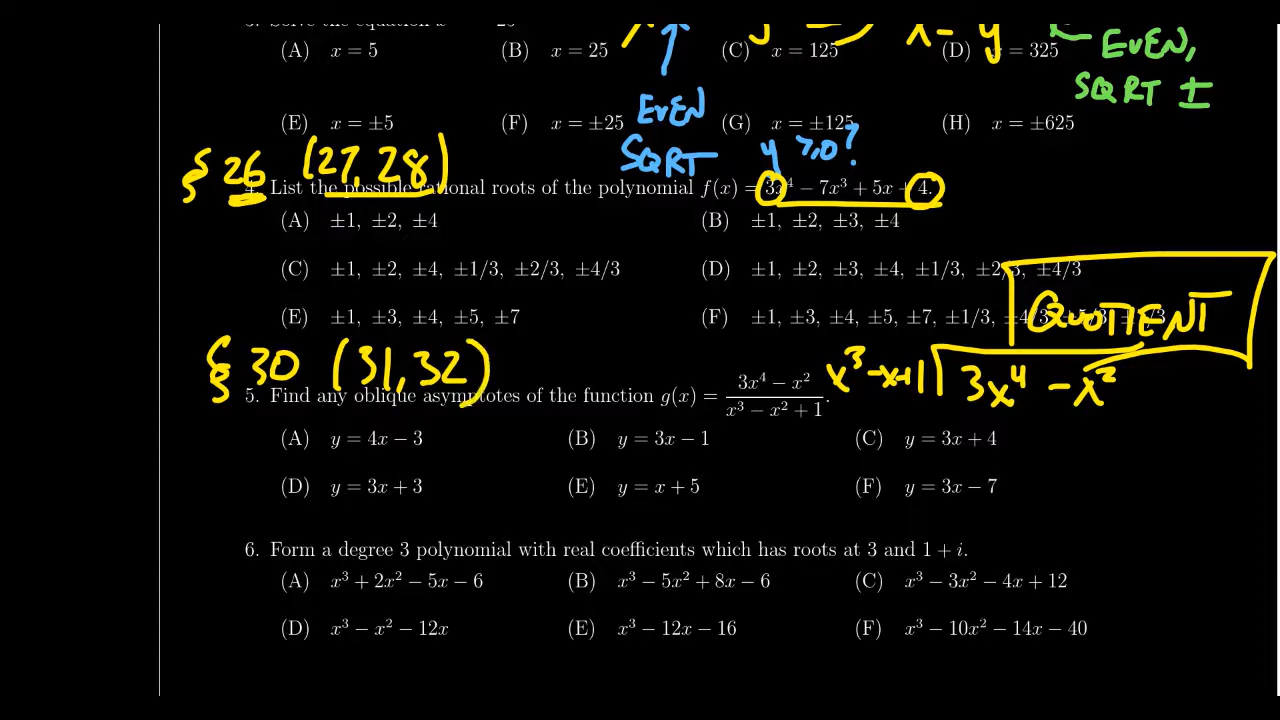 (A) x = 5 (B) x = 25 (C) x = 125 (D) x = 325
x = y
EVEN,
SQRT ±
EVEN
SQRT
(E) x = ±5 (F) x = ±25 (G) x = ±125 (H) x = ±625
y >,0?
§ 26 (27, 28)
4. List the possible rational roots of the polynomial f(x) = 3x⁴ − 7x³ + 5x + 4.
(A) ±1, ±2, ±4 (B) ±1, ±2, ±3, ±4
(C) ±1, ±2, ±4, ±1/3, ±2/3, ±4/3 (D) ±1, ±2, ±3, ±4, ±1/3, ±2/3, ±4/3
(E) ±1, ±3, ±4, ±5, ±7 (F) ±1, ±3, ±4, ±5, ±7, ±1/3, ±4/3
QUOTIENT
§ 30 (31, 32)
x³ − x + 1 3x⁴ − x²
5. Find any oblique asymptotes of the function g(x) = (3x⁴ − x²)/(x³ − x² + 1).
(A) y = 4x − 3 (B) y = 3x − 1 (C) y = 3x + 4
(D) y = 3x + 3 (E) y = x + 5 (F) y = 3x − 7
6. Form a degree 3 polynomial with real coefficients which has roots at 3 and 1 + i.
(A) x³ + 2x² − 5x − 6 (B) x³ − 5x² + 8x − 6 (C) x³ − 3x² − 4x + 12
(D) x³ − x² − 12x (E) x³ − 12x − 16 (F) x³ − 10x² − 14x − 40